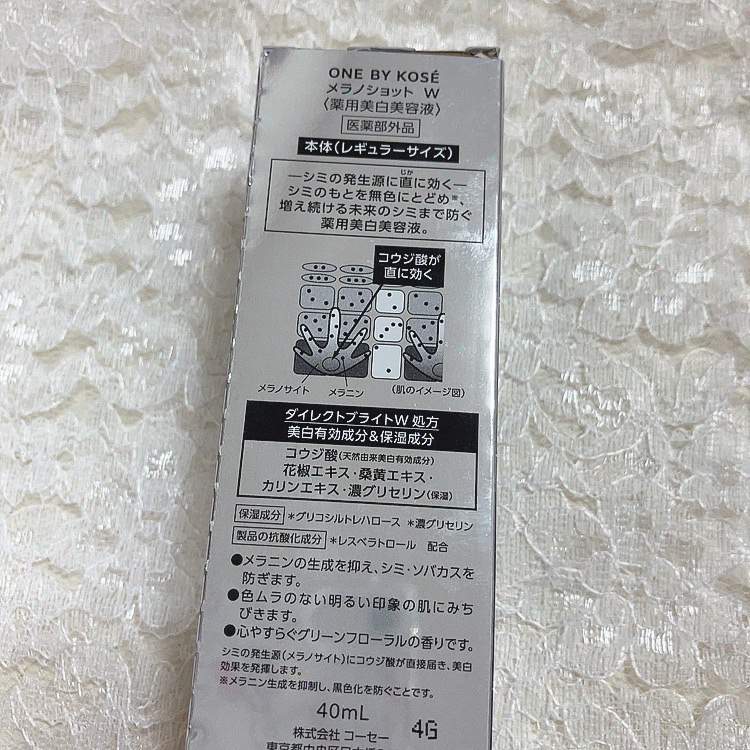 ONE BY KOSÉ
メラノショット W
〈薬用美白美容液〉
医薬部外品
本体(レギュラーサイズ)
―シミの発生源に直に効く―
じか
シミのもとを無色にとどめ※、
増え続ける未来のシミまで防ぐ
薬用美白美容液。
コウジ酸が
直に効く
メラノサイト メラニン (肌のイメージ図)
ダイレクトブライトW 処方
美白有効成分&保湿成分
コウジ酸(天然由来美白有効成分)
花椒エキス・桑黄エキス・
カリンエキス・濃グリセリン(保湿)
保湿成分 *グリコシルトレハロース *濃グリセリン
製品の抗酸化成分 *レスベラトロール 配合
●メラニンの生成を抑え、シミ・ソバカスを
防ぎます。
●色ムラのない明るい印象の肌にみち
びきます。
●心やすらぐグリーンフローラルの香りです。
シミの発生源(メラノサイト)にコウジ酸が直接届き、美白
効果を発揮します。
※メラニン生成を抑制し、黒色化を防ぐことです。
40mL
株式会社 コーセー 4G
東京都中央区日本橋